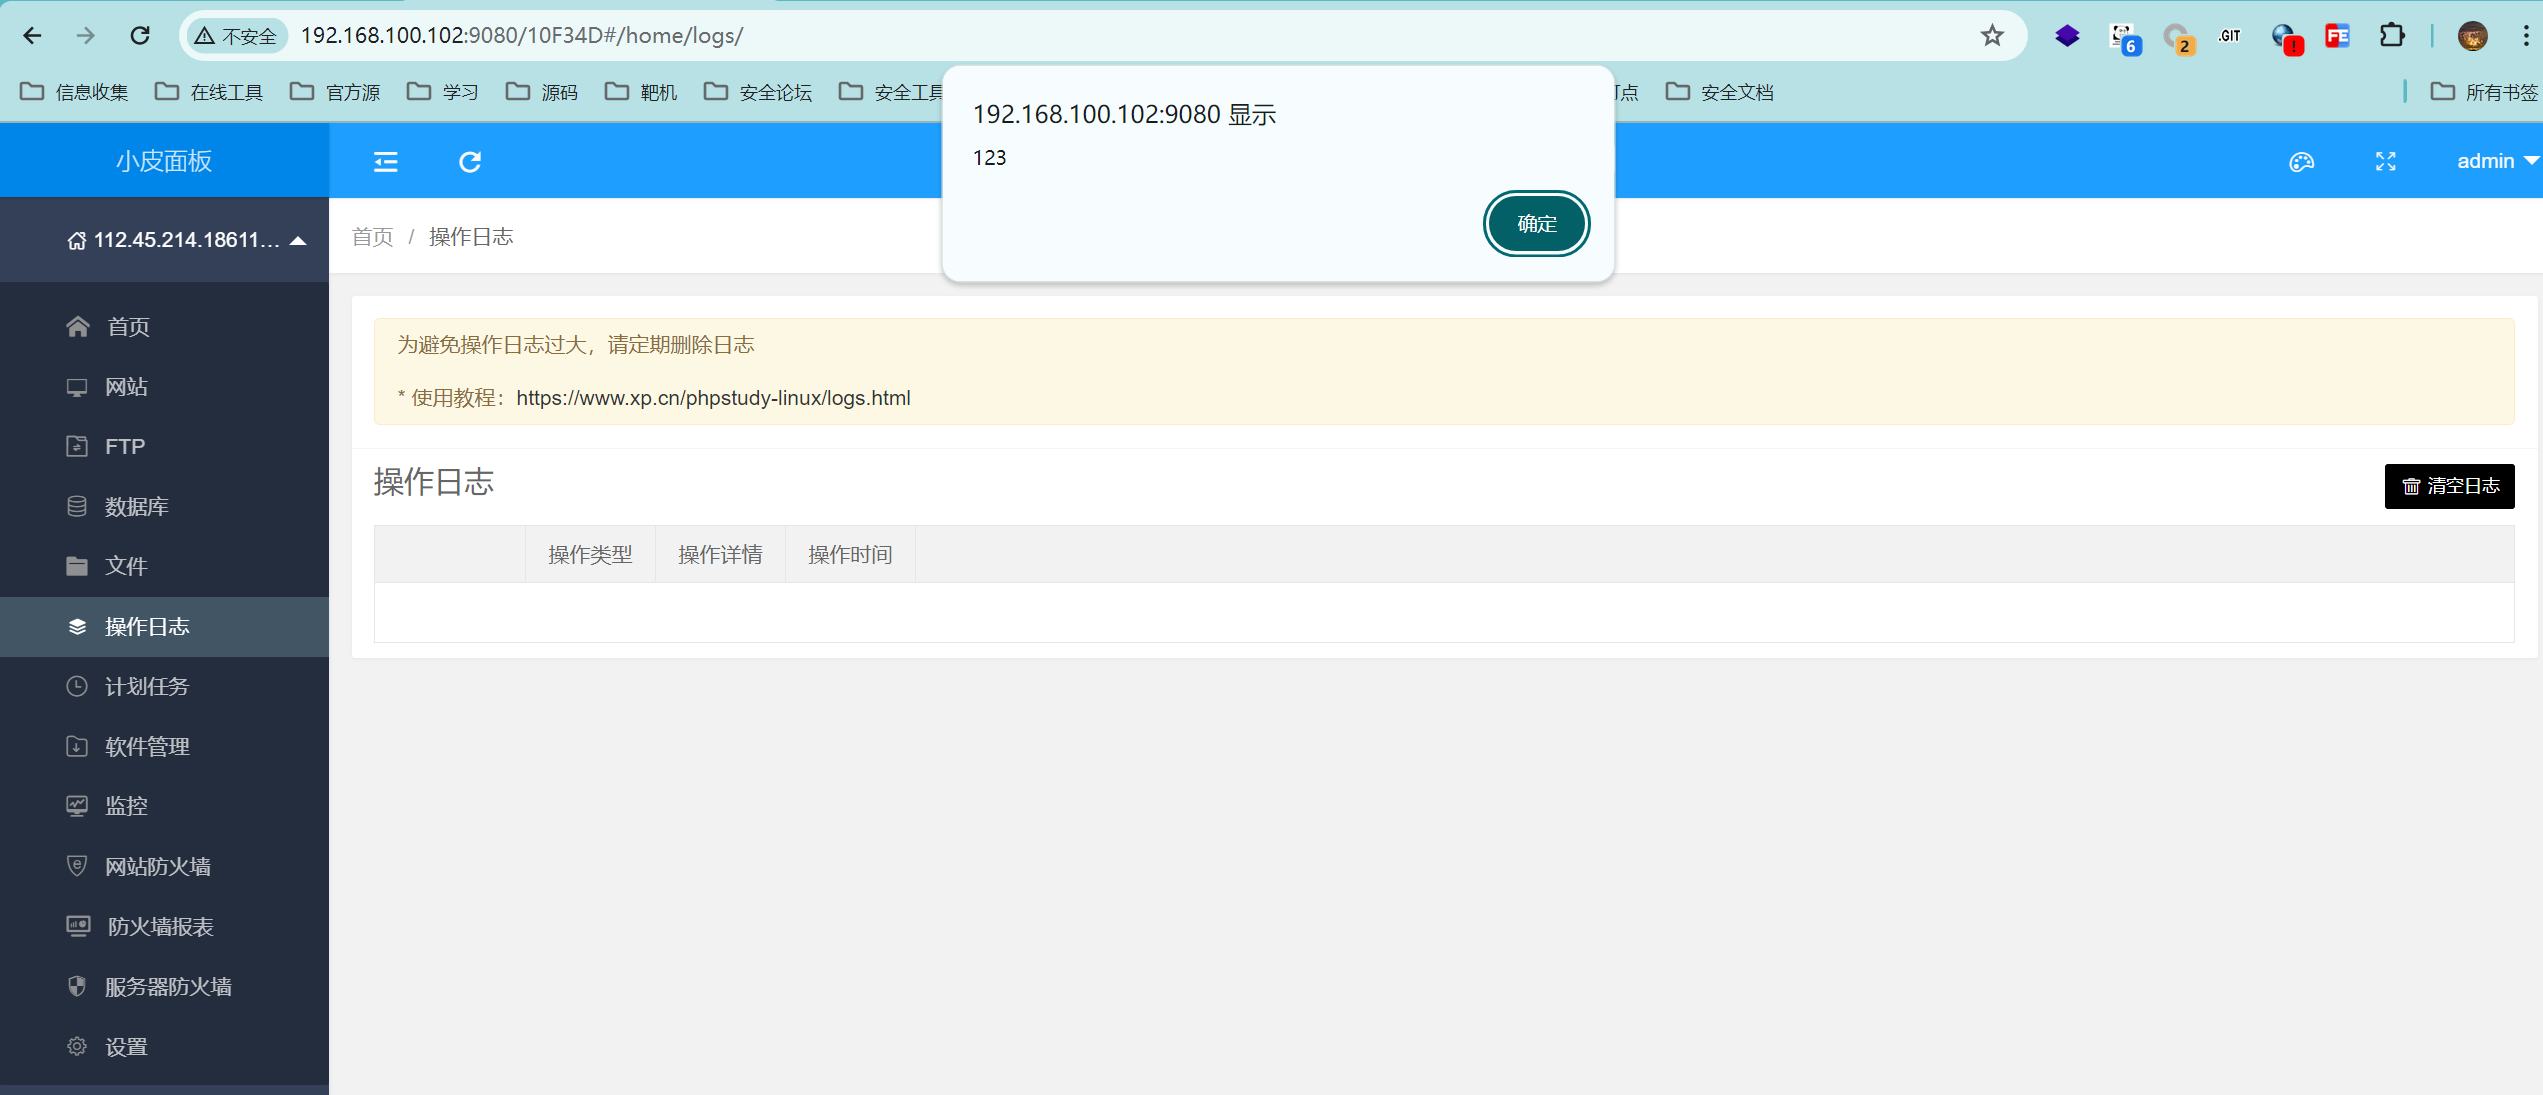 不安全 192.168.100.102:9080/10F34D#/home/logs/
6 2 .GIT ! FE
信息收集 在线工具 官方源 学习 源码 靶机 安全论坛 安全工具 点 安全文档 所有书签
192.168.100.102:9080 显示
123
确定
小皮面板
admin
112.45.214.18611...
首页 / 操作日志
首页
网站
FTP
数据库
文件
操作日志
计划任务
软件管理
监控
网站防火墙
防火墙报表
服务器防火墙
设置
为避免操作日志过大，请定期删除日志
* 使用教程：https://www.xp.cn/phpstudy-linux/logs.html
操作日志
清空日志
操作类型 操作详情 操作时间